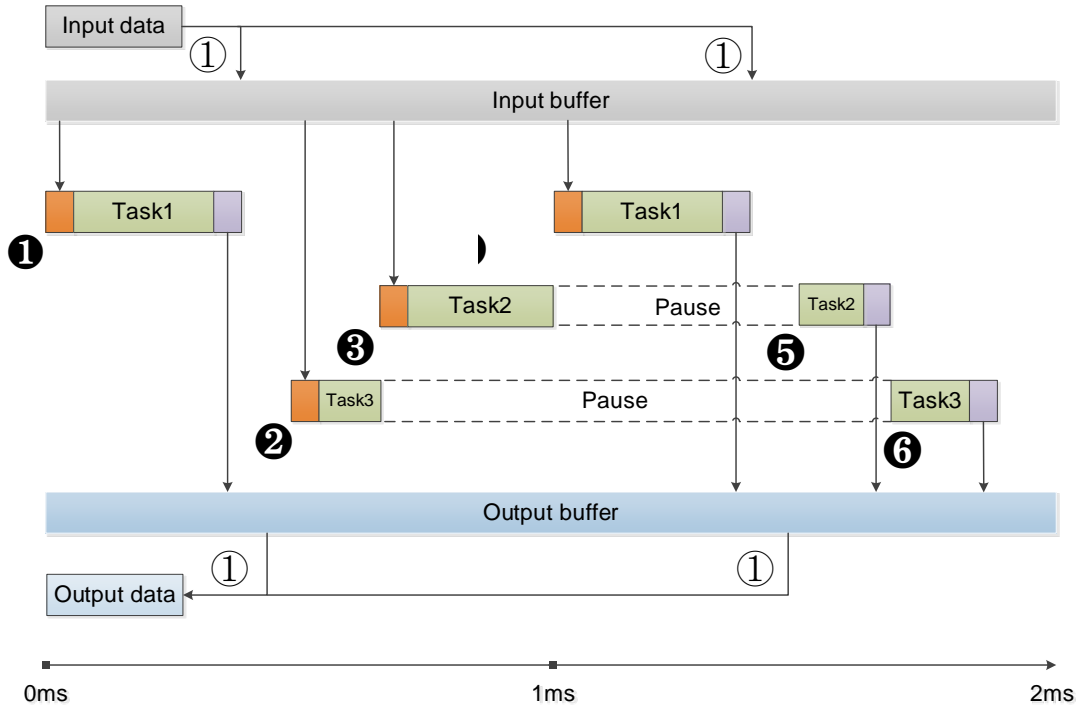 Input data
① ①
Input buffer
Task1 Task1
❶
Task2 Pause Task2
❸ ❺
Task3 Pause Task3
❷ ❻
Output buffer
① ①
Output data
0ms 1ms 2ms